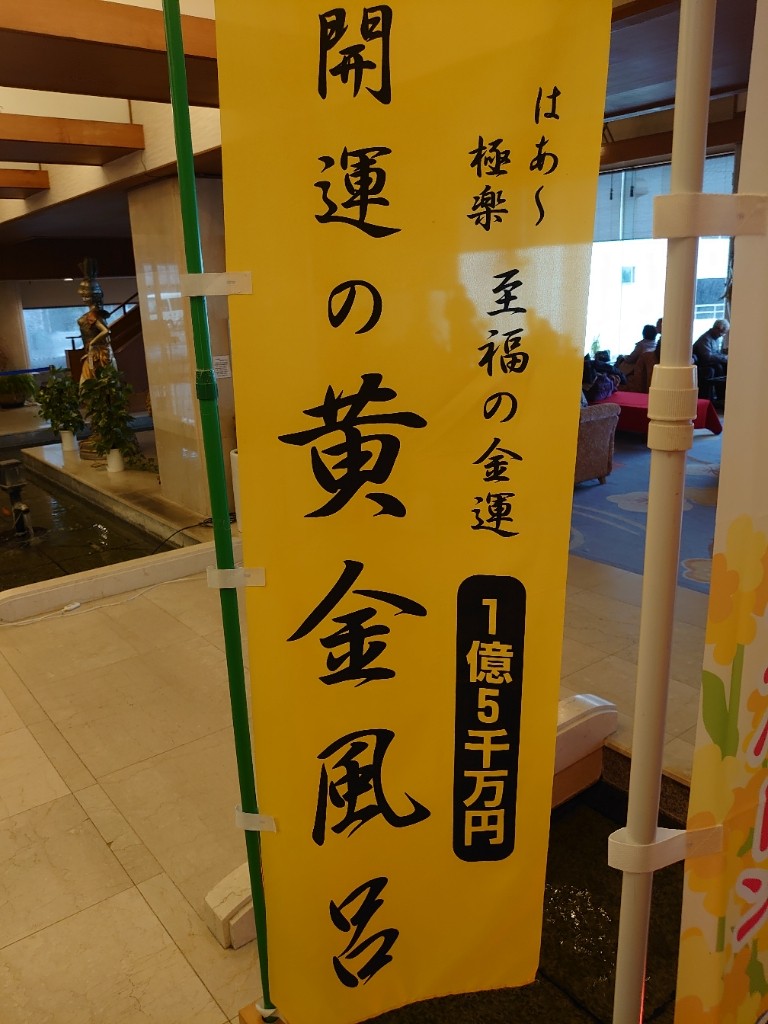 はあ〜
極楽 至福の金運
1億5千万円
開運の黄金風呂